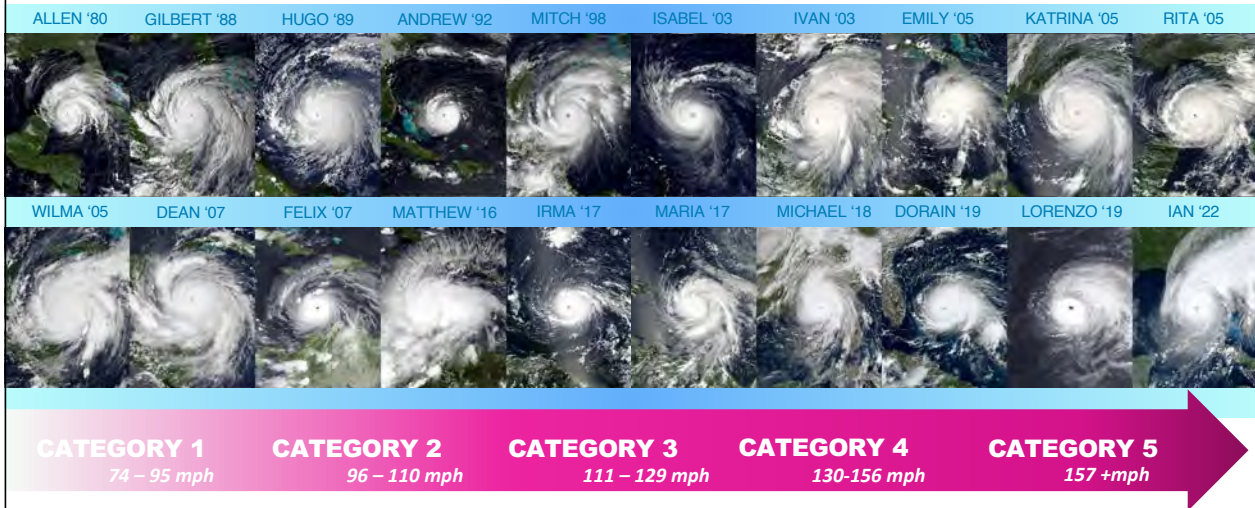 ALLEN ‘80 GILBERT ‘88 HUGO ‘89 ANDREW ‘92 MITCH ‘98 ISABEL ‘03 IVAN ‘03 EMILY ‘05 KATRINA ‘05 RITA ‘05
WILMA ‘05 DEAN ‘07 FELIX ‘07 MATTHEW ‘16 IRMA ‘17 MARIA ‘17 MICHAEL ‘18 DORAIN ‘19 LORENZO ‘19 IAN ‘22
CATEGORY 1 CATEGORY 2 CATEGORY 3 CATEGORY 4 CATEGORY 5
74 – 95 mph 96 – 110 mph 111 – 129 mph 130-156 mph 157 +mph